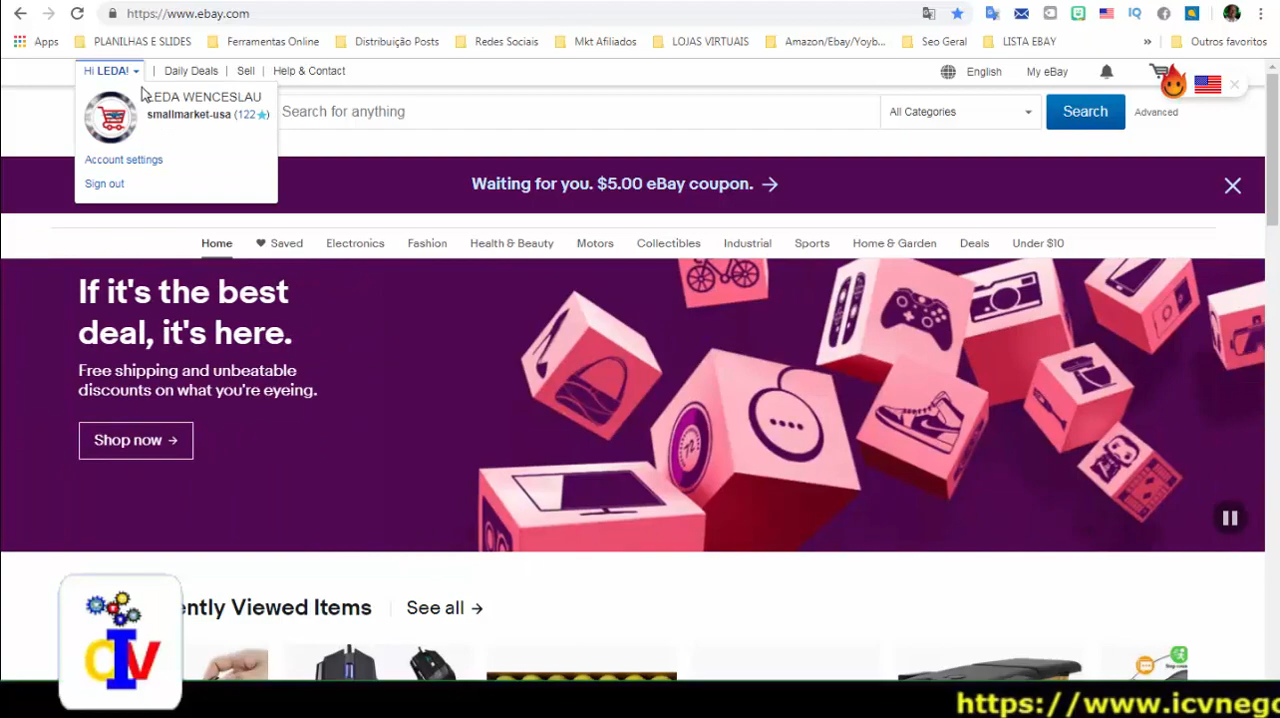 https://www.ebay.com
Apps PLANILHAS E SLIDES Ferramentas Online Distribuição Posts Redes Sociais Mkt Afiliados LOJAS VIRTUAIS Amazon/Ebay/Yoyb... Seo Geral LISTA EBAY » Outros favoritos
Hi LEDA! Daily Deals Sell Help & Contact English My eBay
LEDA WENCESLAU
smallmarket-usa (122)
Account settings
Sign out
Search for anything All Categories Search Advanced
Waiting for you. $5.00 eBay coupon. →
Home Saved Electronics Fashion Health & Beauty Motors Collectibles Industrial Sports Home & Garden Deals Under $10
If it's the best
deal, it's here.
Free shipping and unbeatable
discounts on what you're eyeing.
Shop now →
ently Viewed Items See all →
CIV
https://www.icvnego